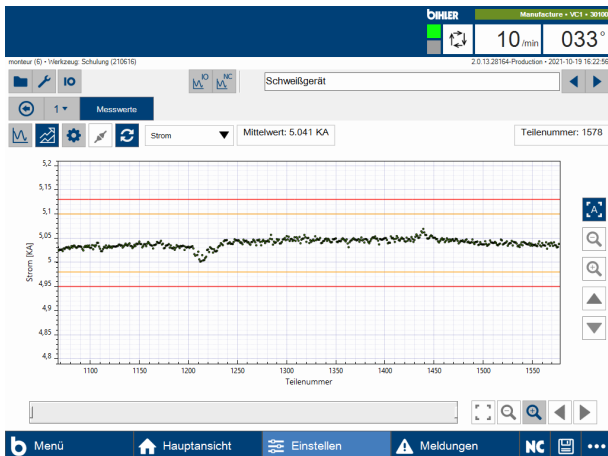 BIHLER
Manufacture • VC1 • 30100
10/min
033°
monteur (6) • Werkzeug: Schulung (210616)
2.0.13.28164-Production • 2021-10-19 16:22:56
IO
IO
NC
Schweißgerät
1
Messwerte
Strom
Mittelwert: 5.041 KA
Teilenummer: 1578
5,2
5,15
5,1
5,05
5
4,95
4,9
4,85
4,8
Strom [KA]
A
1100 1150 1200 1250 1300 1350 1400 1450 1500 1550
Teilenummer
b Menü
Hauptansicht
Einstellen
Meldungen
NC